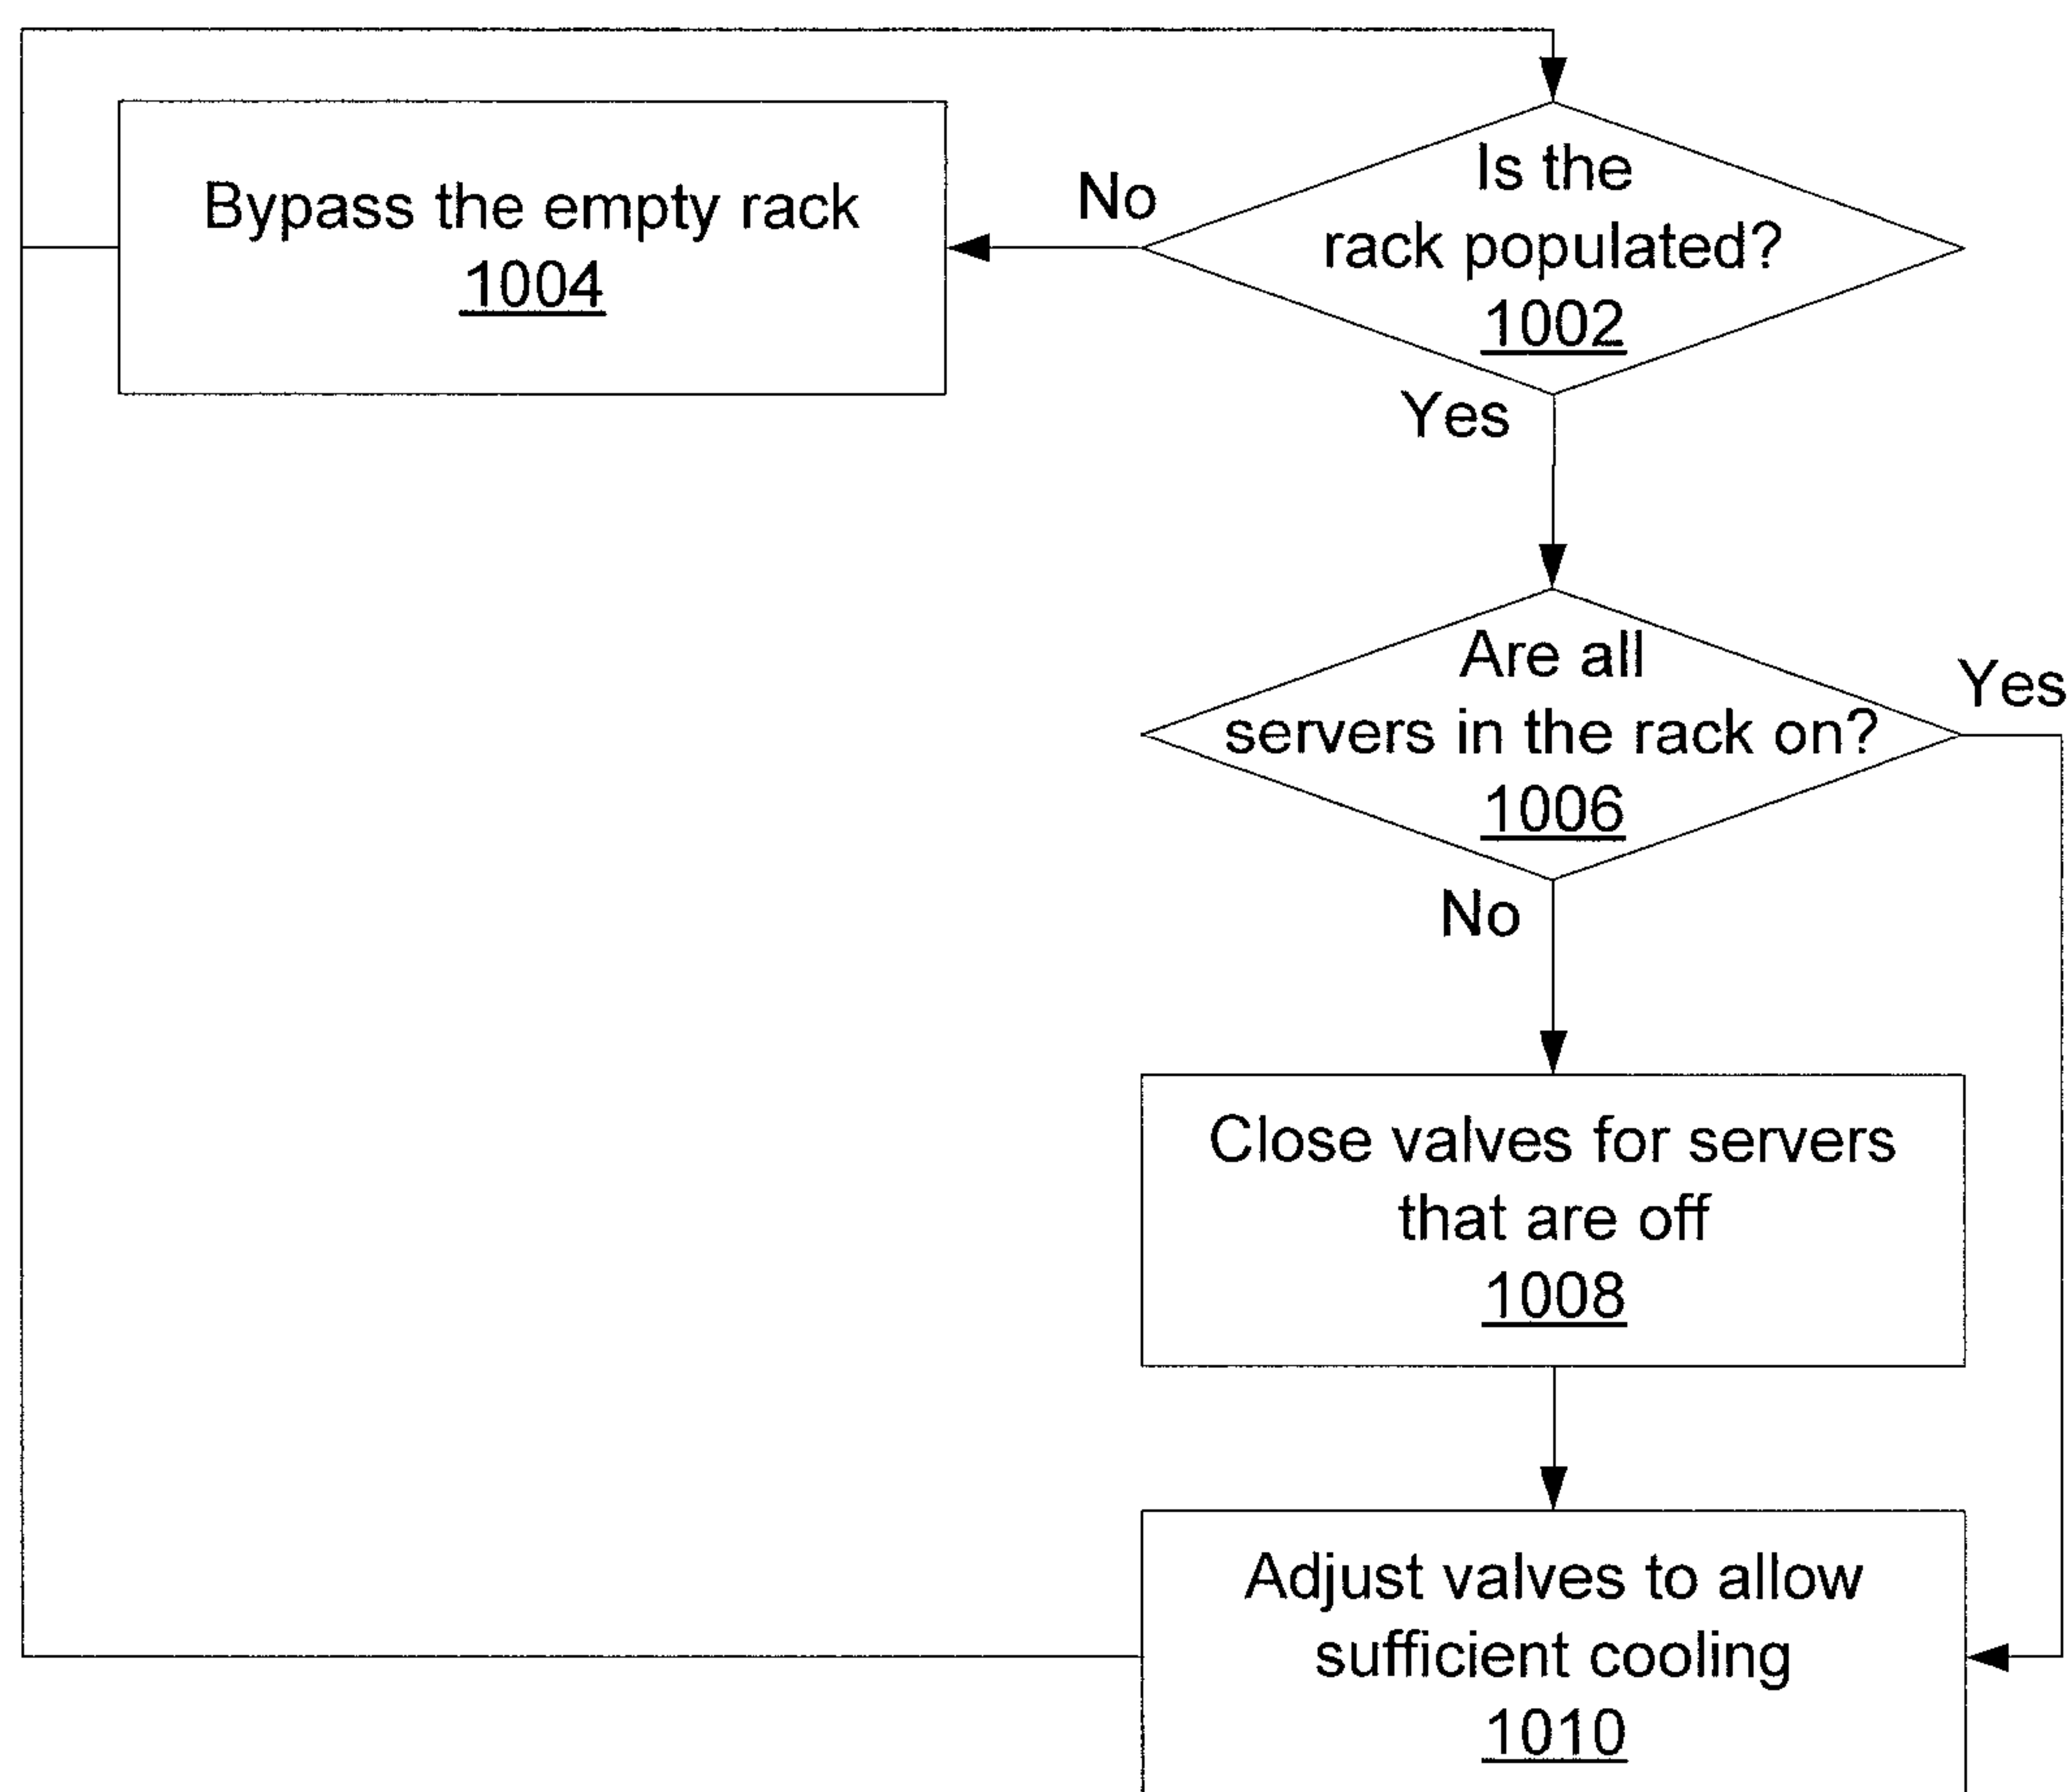 Is the
rack populated?
1002
No
Bypass the empty rack
1004
Yes
Are all
servers in the rack on?
1006
Yes
No
Close valves for servers
that are off
1008
Adjust valves to allow
sufficient cooling
1010